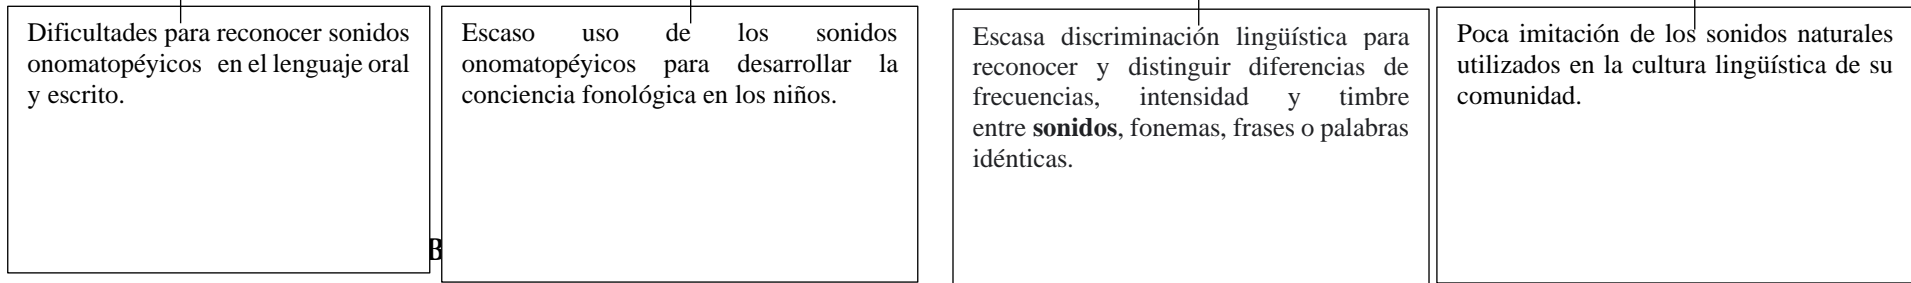 Dificultades para reconocer sonidos
onomatopéyicos en el lenguaje oral
y escrito.
Escaso uso de los sonidos
onomatopéyicos para desarrollar la
conciencia fonológica en los niños.
Escasa discriminación lingüística para
reconocer y distinguir diferencias de
frecuencias, intensidad y timbre
entre sonidos, fonemas, frases o palabras
idénticas.
Poca imitación de los sonidos naturales
utilizados en la cultura lingüística de su
comunidad.
B